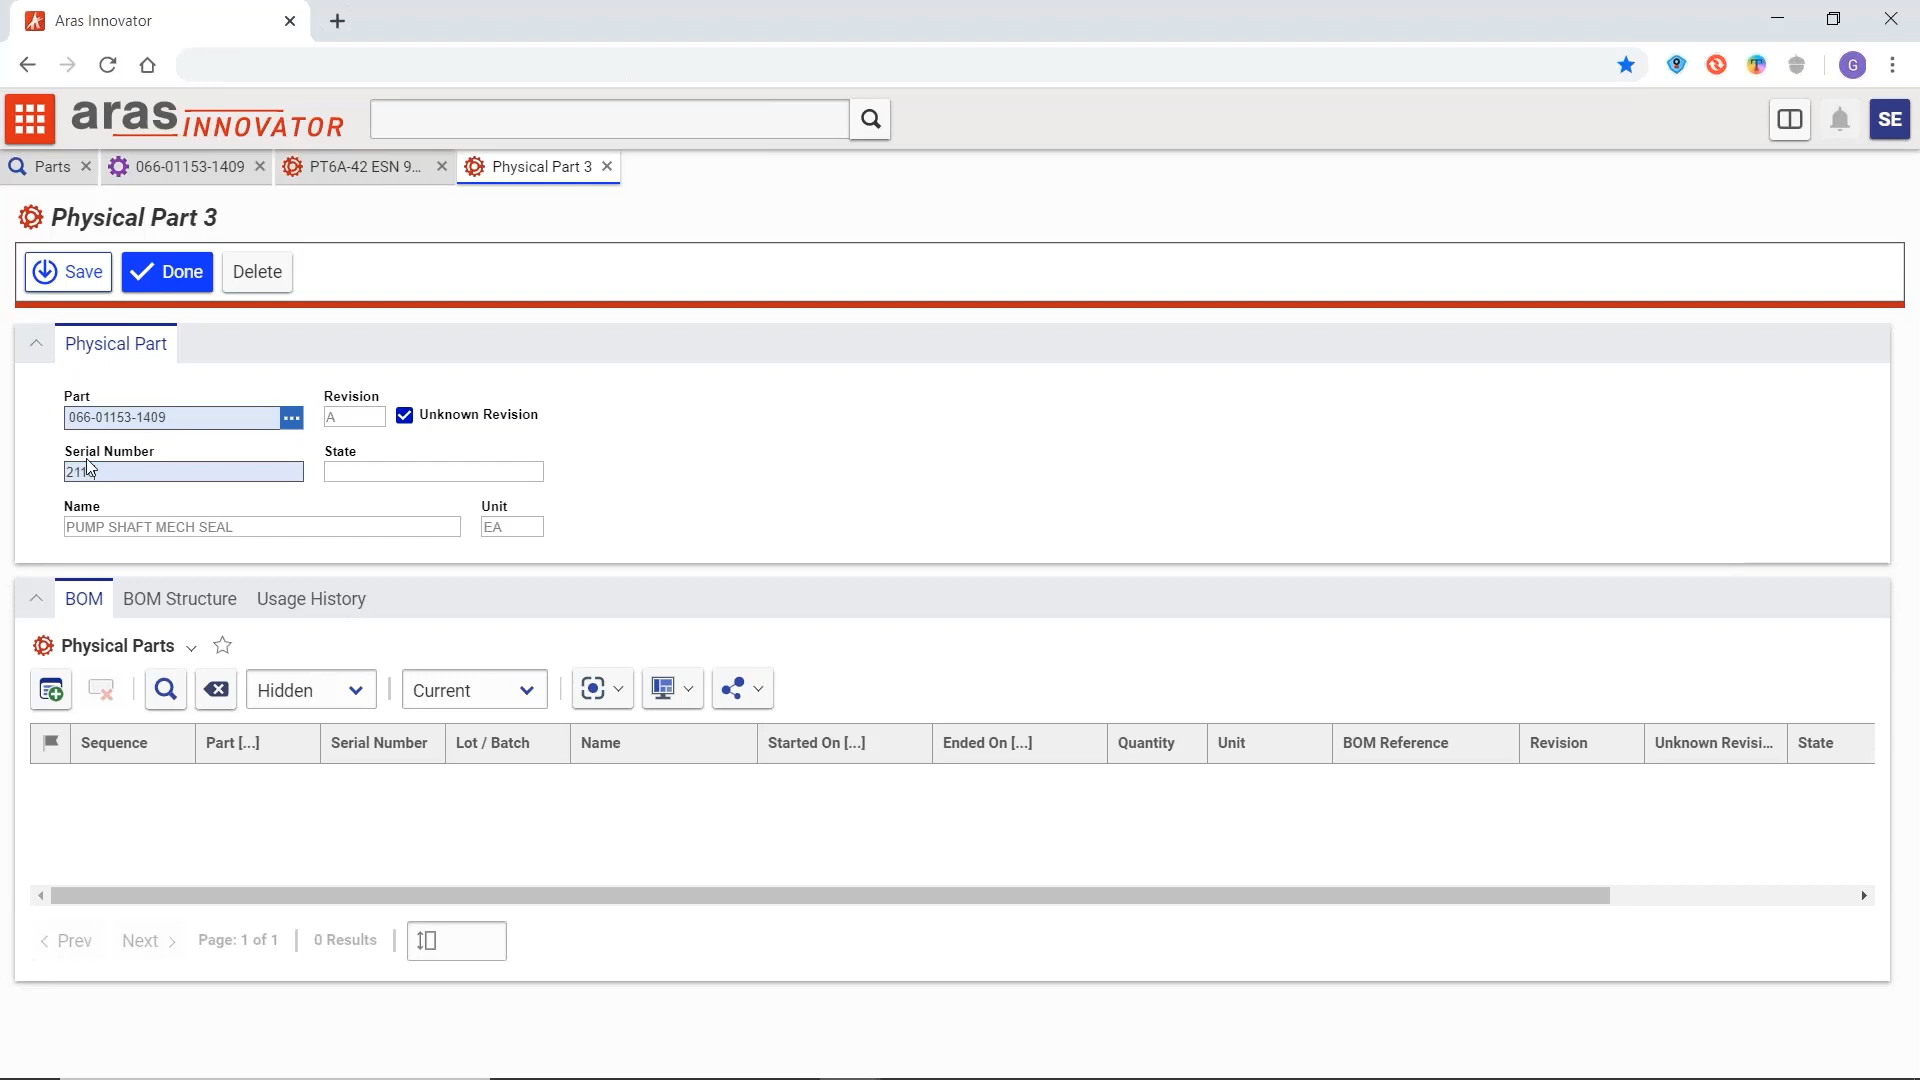 Aras Innovator
G
aras INNOVATOR
SE
Parts
066-01153-1409
PT6A-42 ESN 9...
Physical Part 3
Physical Part 3
Save
Done
Delete
Physical Part
Part
Revision
066-01153-1409
A
Unknown Revision
Serial Number
State
Name
Unit
PUMP SHAFT MECH SEAL
EA
BOM
BOM Structure
Usage History
Physical Parts
Hidden
Current
Sequence
Part [...]
Serial Number
Lot / Batch
Name
Started On [...]
Ended On [...]
Quantity
Unit
BOM Reference
Revision
Unknown Revisi...
State
Prev
Next
Page: 1 of 1
0 Results